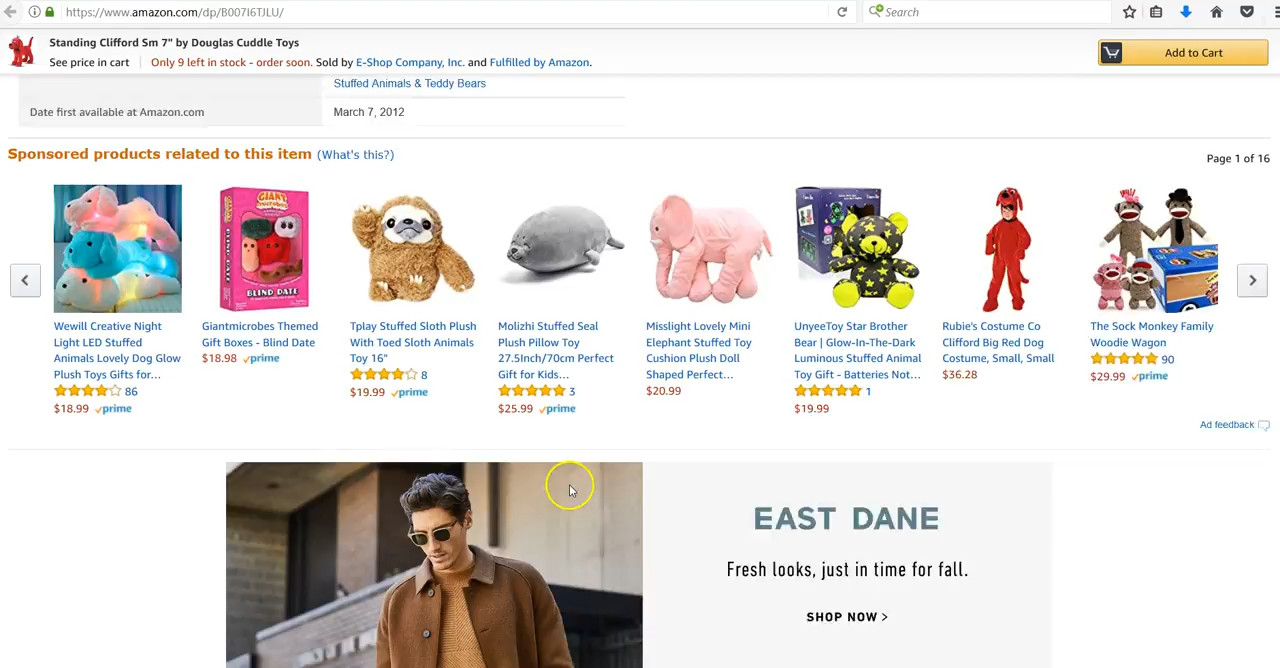 https://www.amazon.com/dp/B007I6TJLU/
Search
Standing Clifford Sm 7" by Douglas Cuddle Toys
See price in cart Only 9 left in stock - order soon. Sold by E-Shop Company, Inc. and Fulfilled by Amazon.
Add to Cart
Stuffed Animals & Teddy Bears
Date first available at Amazon.com March 7, 2012
Sponsored products related to this item (What's this?)
Page 1 of 16
GIANT
BLIND DATE
Wewill Creative Night
Light LED Stuffed
Animals Lovely Dog Glow
Plush Toys Gifts for...
86
$18.99 prime
Giantmicrobes Themed
Gift Boxes - Blind Date
$18.98 prime
Tplay Stuffed Sloth Plush
With Toed Sloth Animals
Toy 16"
8
$19.99 prime
Molizhi Stuffed Seal
Plush Pillow Toy
27.5Inch/70cm Perfect
Gift for Kids...
3
$25.99 prime
Misslight Lovely Mini
Elephant Stuffed Toy
Cushion Plush Doll
Shaped Perfect...
$20.99
UnyeeToy Star Brother
Bear | Glow-In-The-Dark
Luminous Stuffed Animal
Toy Gift - Batteries Not...
1
$19.99
Rubie's Costume Co
Clifford Big Red Dog
Costume, Small, Small
$36.28
The Sock Monkey Family
Woodie Wagon
90
$29.99 prime
Ad feedback
EAST DANE
Fresh looks, just in time for fall.
SHOP NOW >